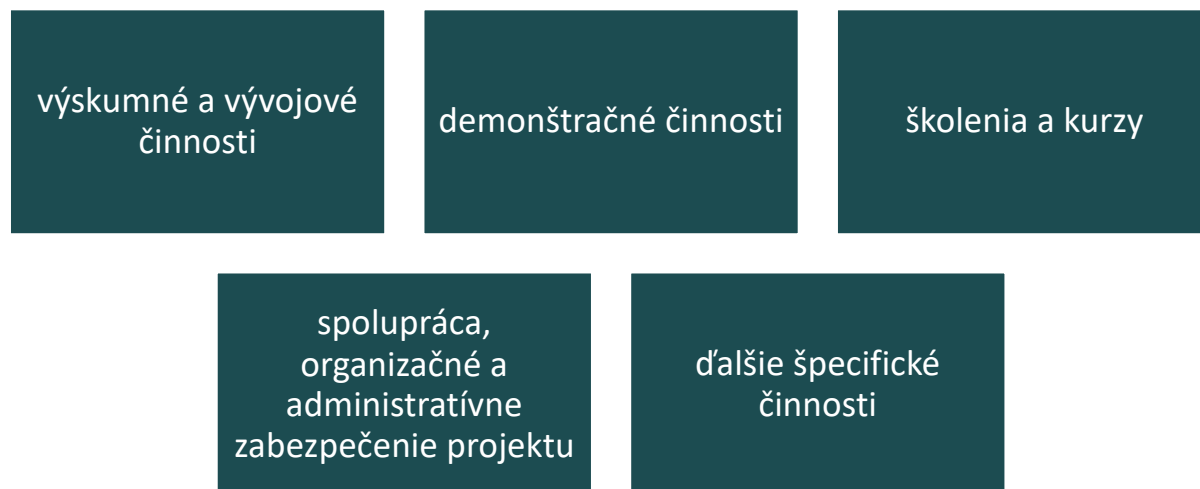 výskumné a vývojové
činnosti
demonštračné činnosti
školenia a kurzy
spolupráca,
organizačné a
administratívne
zabezpečenie projektu
ďalšie špecifické
činnosti